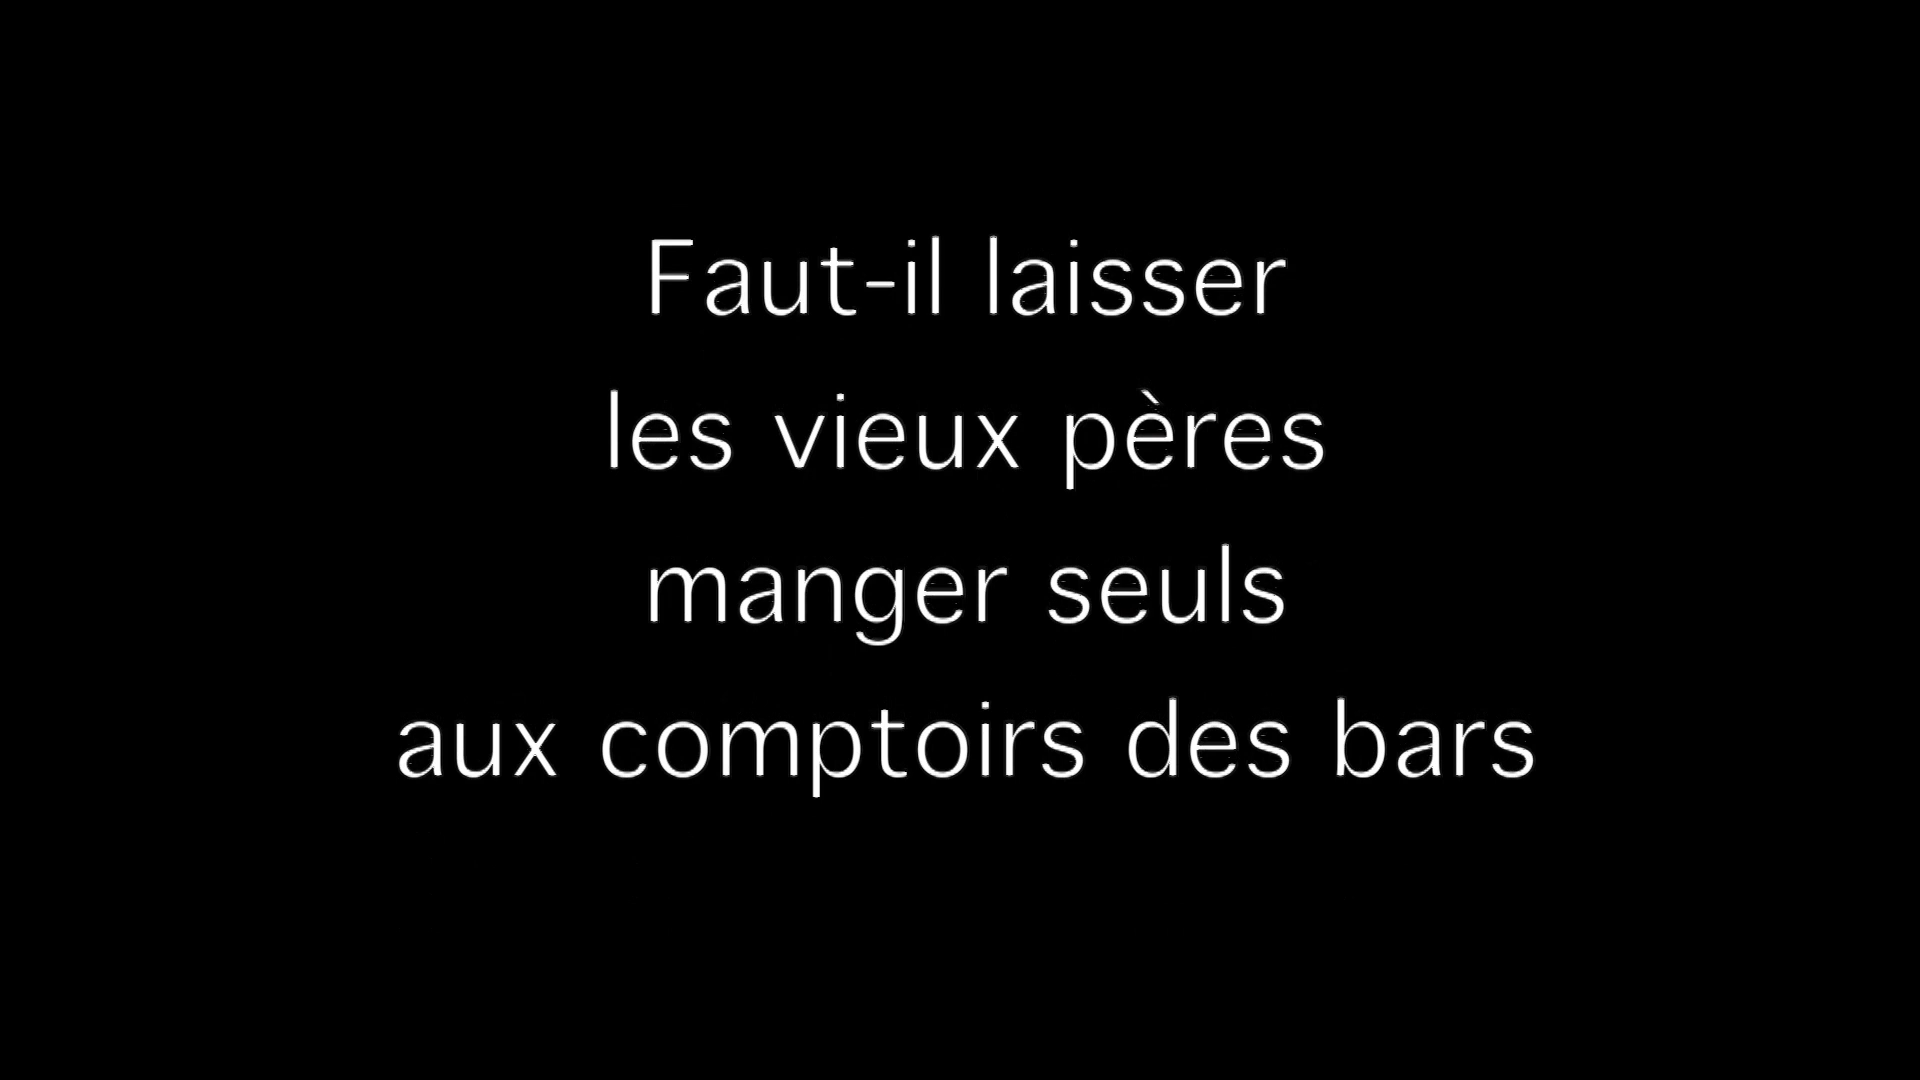 Faut-il laisser
les vieux pères
manger seuls
aux comptoirs des bars